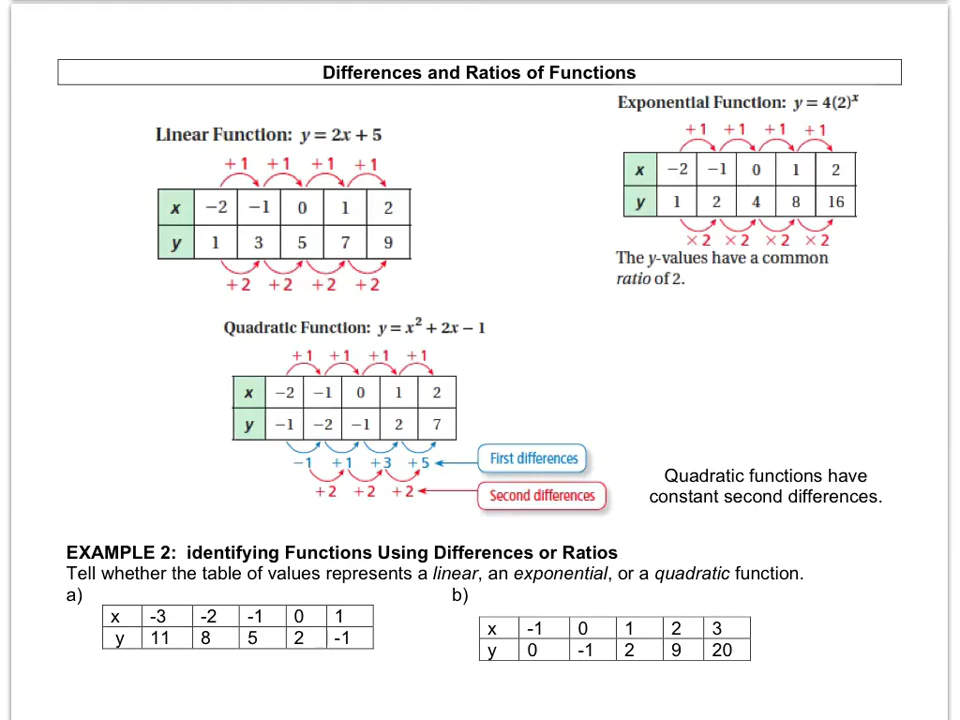 Differences and Ratios of Functions
Linear Function: y = 2x + 5
+1 +1 +1 +1
x −2 −1 0 1 2
y 1 3 5 7 9
+2 +2 +2 +2
Exponential Function: y = 4(2)ˣ
+1 +1 +1 +1
x −2 −1 0 1 2
y 1 2 4 8 16
×2 ×2 ×2 ×2
The y-values have a common
ratio of 2.
Quadratic Function: y = x² + 2x − 1
+1 +1 +1 +1
x −2 −1 0 1 2
y −1 −2 −1 2 7
−1 +1 +3 +5 First differences
+2 +2 +2 Second differences
Quadratic functions have
constant second differences.
EXAMPLE 2: identifying Functions Using Differences or Ratios
Tell whether the table of values represents a linear, an exponential, or a quadratic function.
a)
x -3 -2 -1 0 1
y 11 8 5 2 -1
b)
x -1 0 1 2 3
y 0 -1 2 9 20